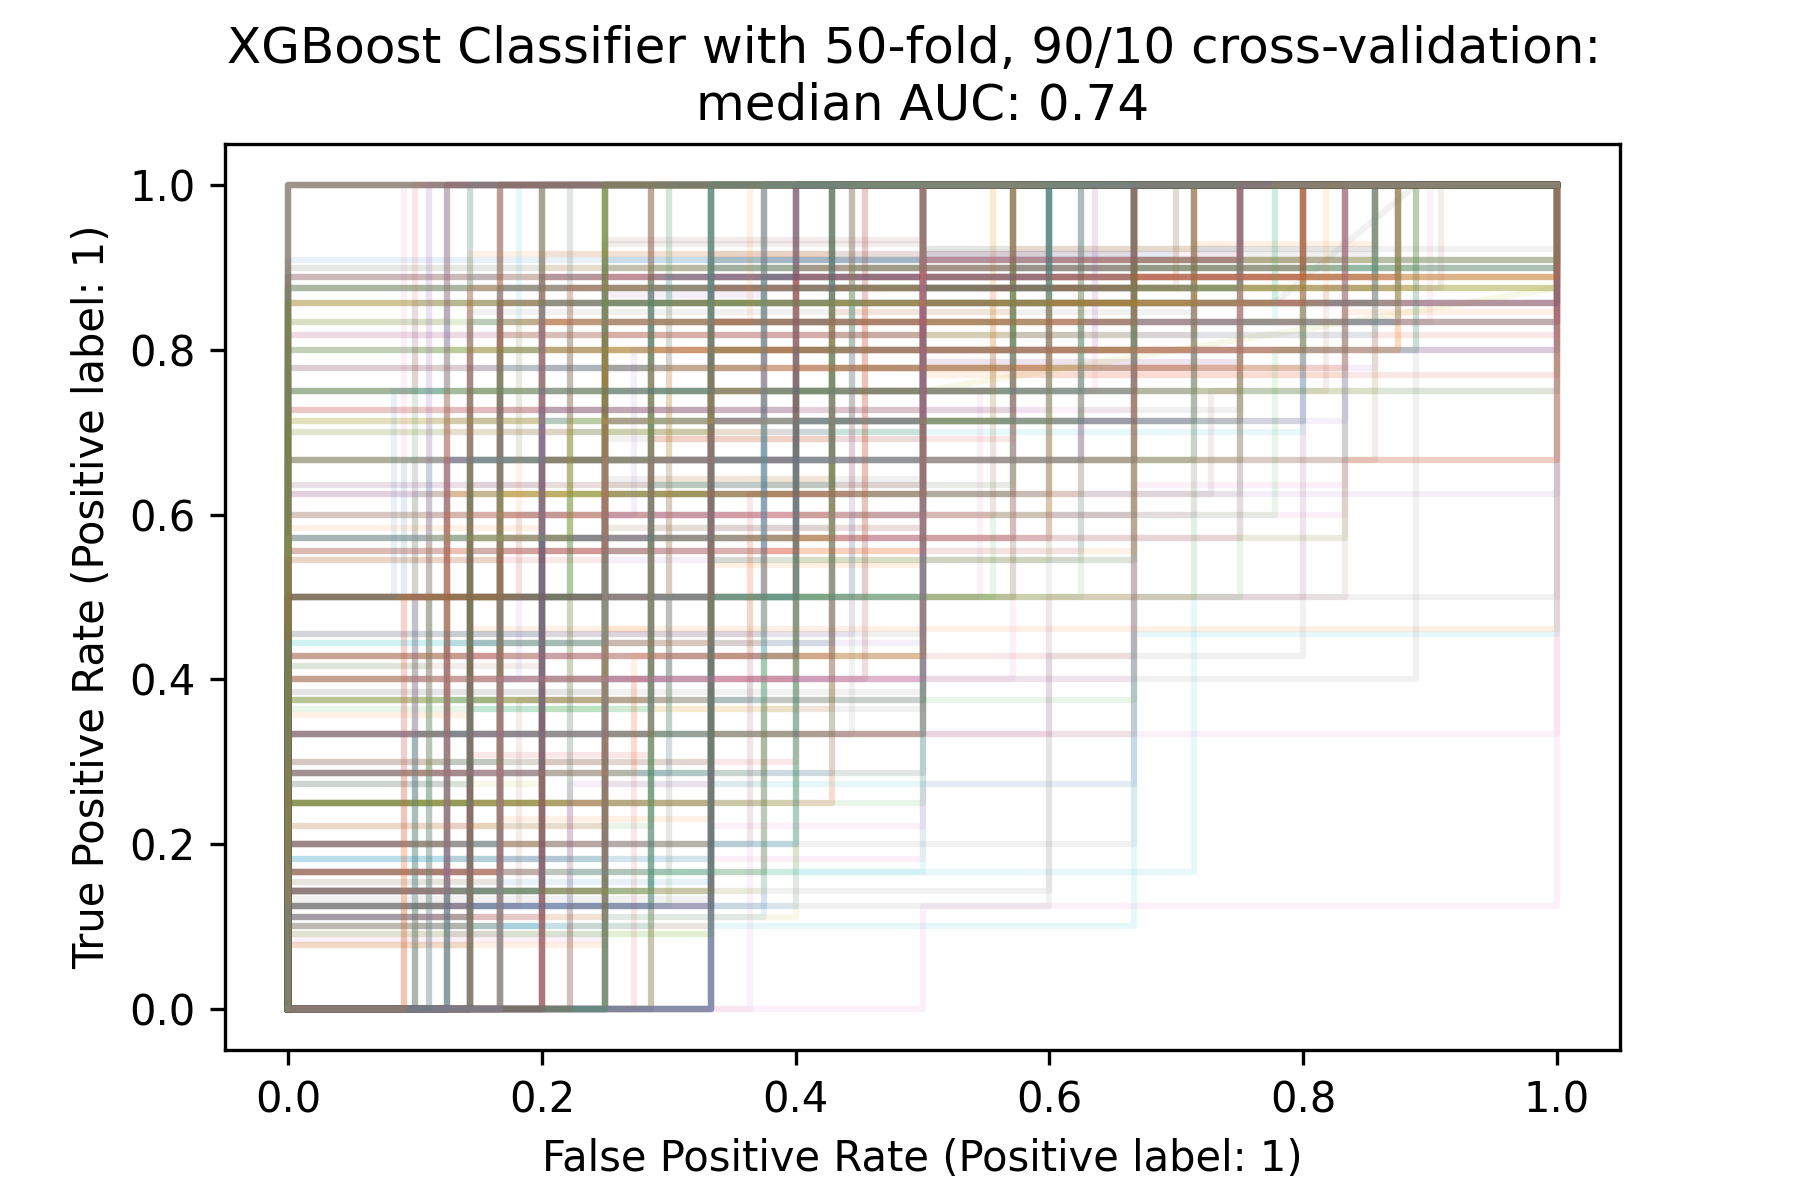 XGBoost Classifier with 50-fold, 90/10 cross-validation:
median AUC: 0.74
True Positive Rate (Positive label: 1)
1.0
0.8
0.6
0.4
0.2
0.0
0.0 0.2 0.4 0.6 0.8 1.0
False Positive Rate (Positive label: 1)